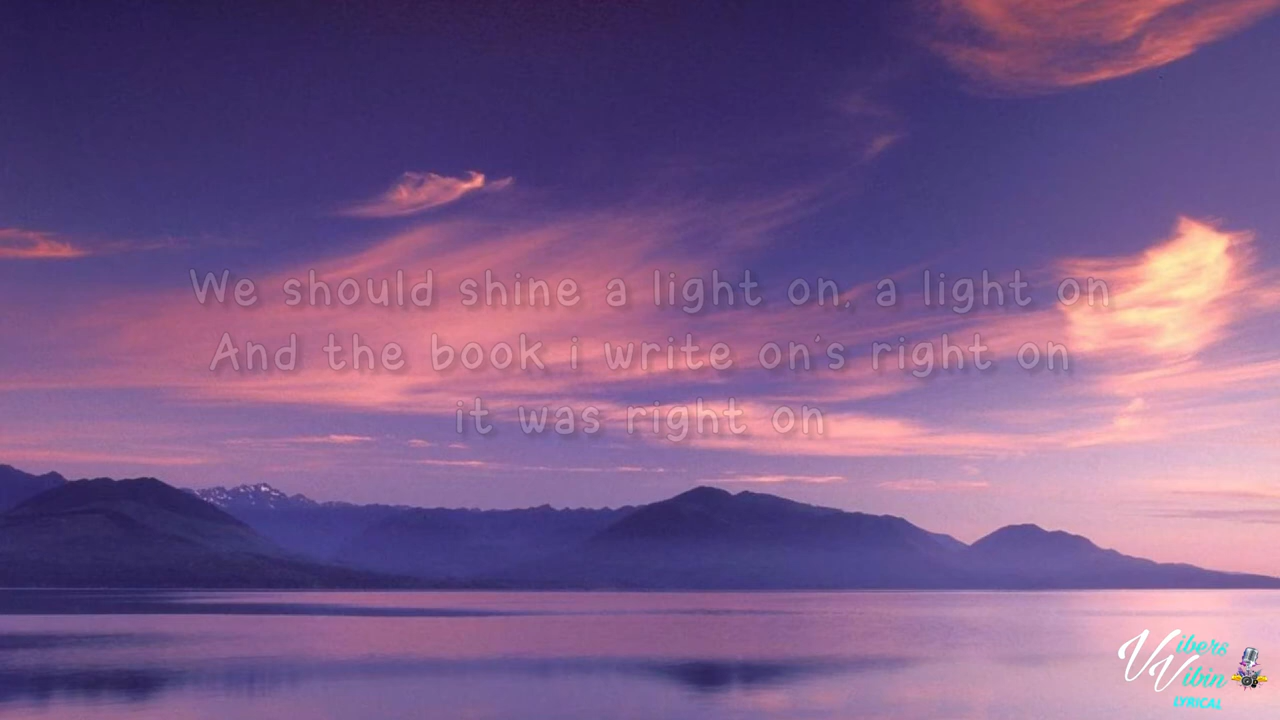 We should shine a light on, a light on
And the book i write on's right on
it was right on
Vibers
Vibin
LYRICAL